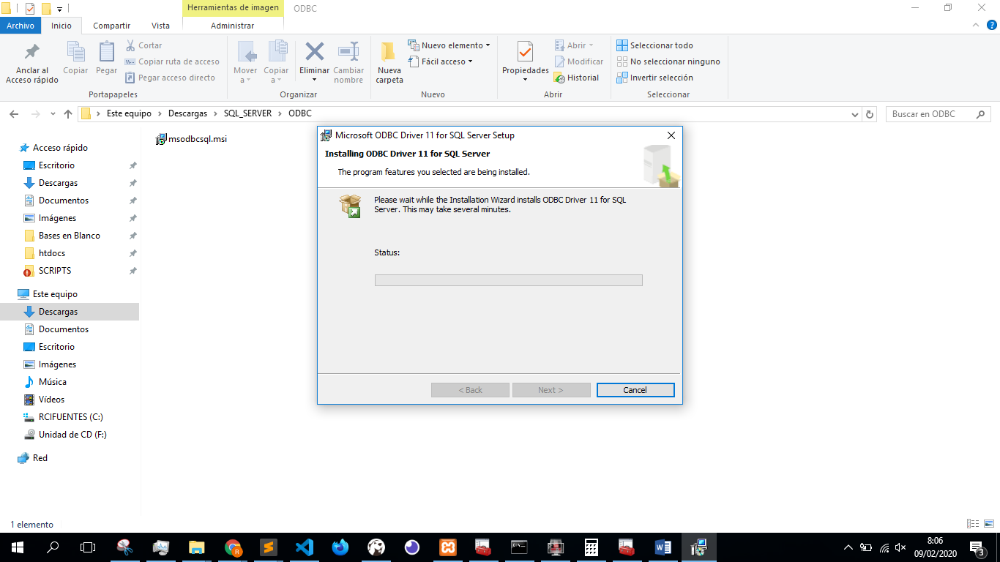 Herramientas de imagen
ODBC
Archivo
Inicio
Compartir
Vista
Administrar
Anclar al
Acceso rápido
Copiar
Pegar
Cortar
Copiar ruta de acceso
Pegar acceso directo
Portapapeles
Mover
a
Copiar
a
Eliminar
Cambiar
nombre
Organizar
Nueva
carpeta
Nuevo elemento
Fácil acceso
Nuevo
Propiedades
Abrir
Modificar
Historial
Abrir
Seleccionar todo
No seleccionar ninguno
Invertir selección
Seleccionar
Este equipo
Descargas
SQL_SERVER
ODBC
Buscar en ODBC
Acceso rápido
Escritorio
Descargas
Documentos
Imágenes
Bases en Blanco
htdocs
SCRIPTS
Este equipo
Descargas
Documentos
Escritorio
Imágenes
Música
Vídeos
RCIFUENTES (C:)
Unidad de CD (F:)
Red
msodbcsql.msi
Microsoft ODBC Driver 11 for SQL Server Setup
Installing ODBC Driver 11 for SQL Server
The program features you selected are being installed.
Please wait while the Installation Wizard installs ODBC Driver 11 for SQL
Server. This may take several minutes.
Status:
< Back
Next >
Cancel
1 elemento
8:06
09/02/2020
3